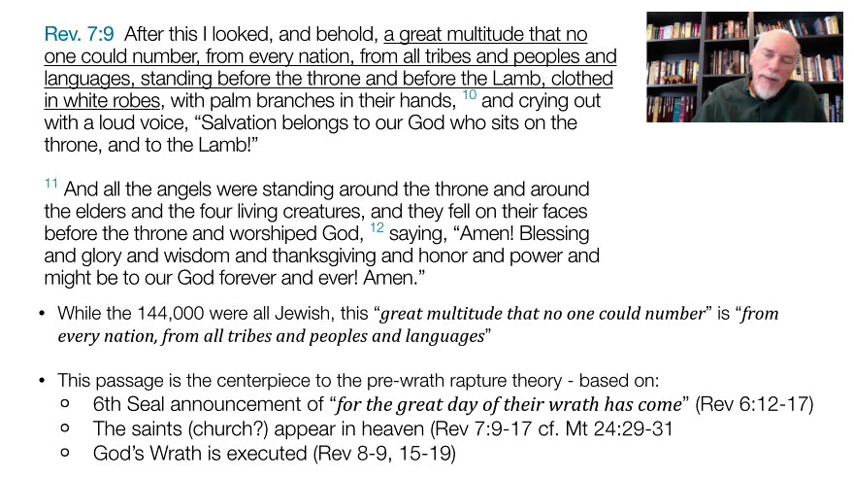 Rev. 7:9 After this I looked, and behold, a great multitude that no
one could number, from every nation, from all tribes and peoples and
languages, standing before the throne and before the Lamb, clothed
in white robes, with palm branches in their hands, 10 and crying out
with a loud voice, “Salvation belongs to our God who sits on the
throne, and to the Lamb!”
11 And all the angels were standing around the throne and around
the elders and the four living creatures, and they fell on their faces
before the throne and worshiped God, 12 saying, “Amen! Blessing
and glory and wisdom and thanksgiving and honor and power and
might be to our God forever and ever! Amen.”
• While the 144,000 were all Jewish, this “great multitude that no one could number” is “from
every nation, from all tribes and peoples and languages”
• This passage is the centerpiece to the pre-wrath rapture theory - based on:
o 6th Seal announcement of “for the great day of their wrath has come” (Rev 6:12-17)
o The saints (church?) appear in heaven (Rev 7:9-17 cf. Mt 24:29-31
o God’s Wrath is executed (Rev 8-9, 15-19)